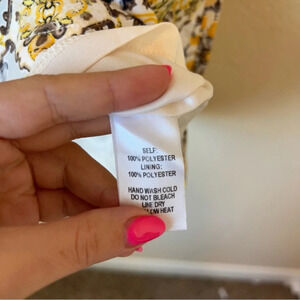 SELF:
100% POLYESTER
LINING:
100% POLYESTER
HAND WASH COLD
DO NOT BLEACH
LINE DRY
LOW HEAT